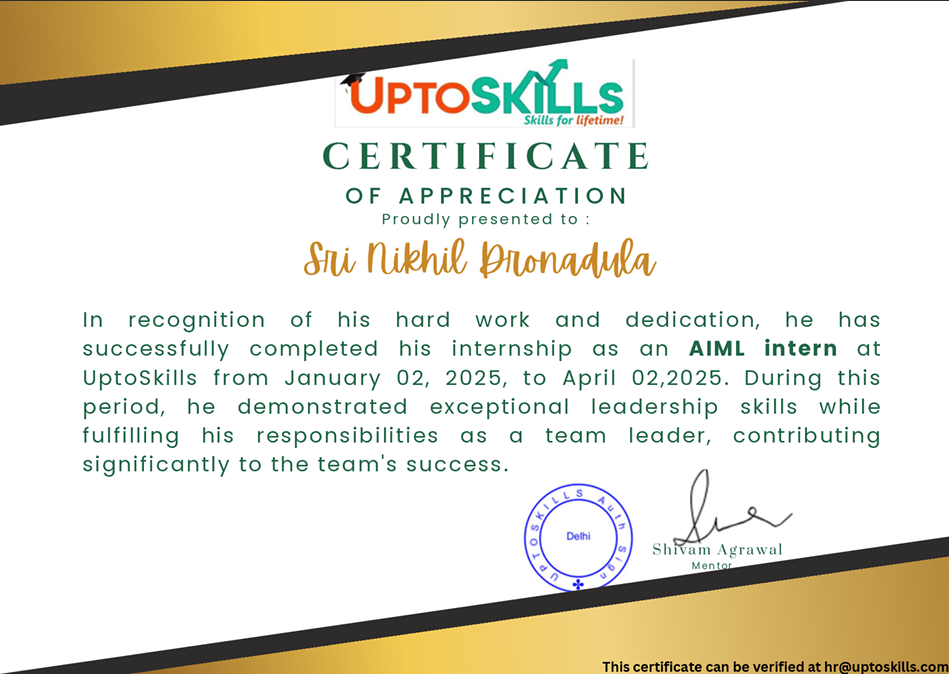 UPTOSKILLS
Skills for lifetime!
CERTIFICATE
OF APPRECIATION
Proudly presented to :
Sri Nikhil Dronadula
In recognition of his hard work and dedication, he has
successfully completed his internship as an AIML intern at
UptoSkills from January 02, 2025, to April 02,2025. During this
period, he demonstrated exceptional leadership skills while
fulfilling his responsibilities as a team leader, contributing
significantly to the team's success.
UPTOSKILLS Auth Sign
Delhi
Shivam Agrawal
Mentor
This certificate can be verified at hr@uptoskills.com